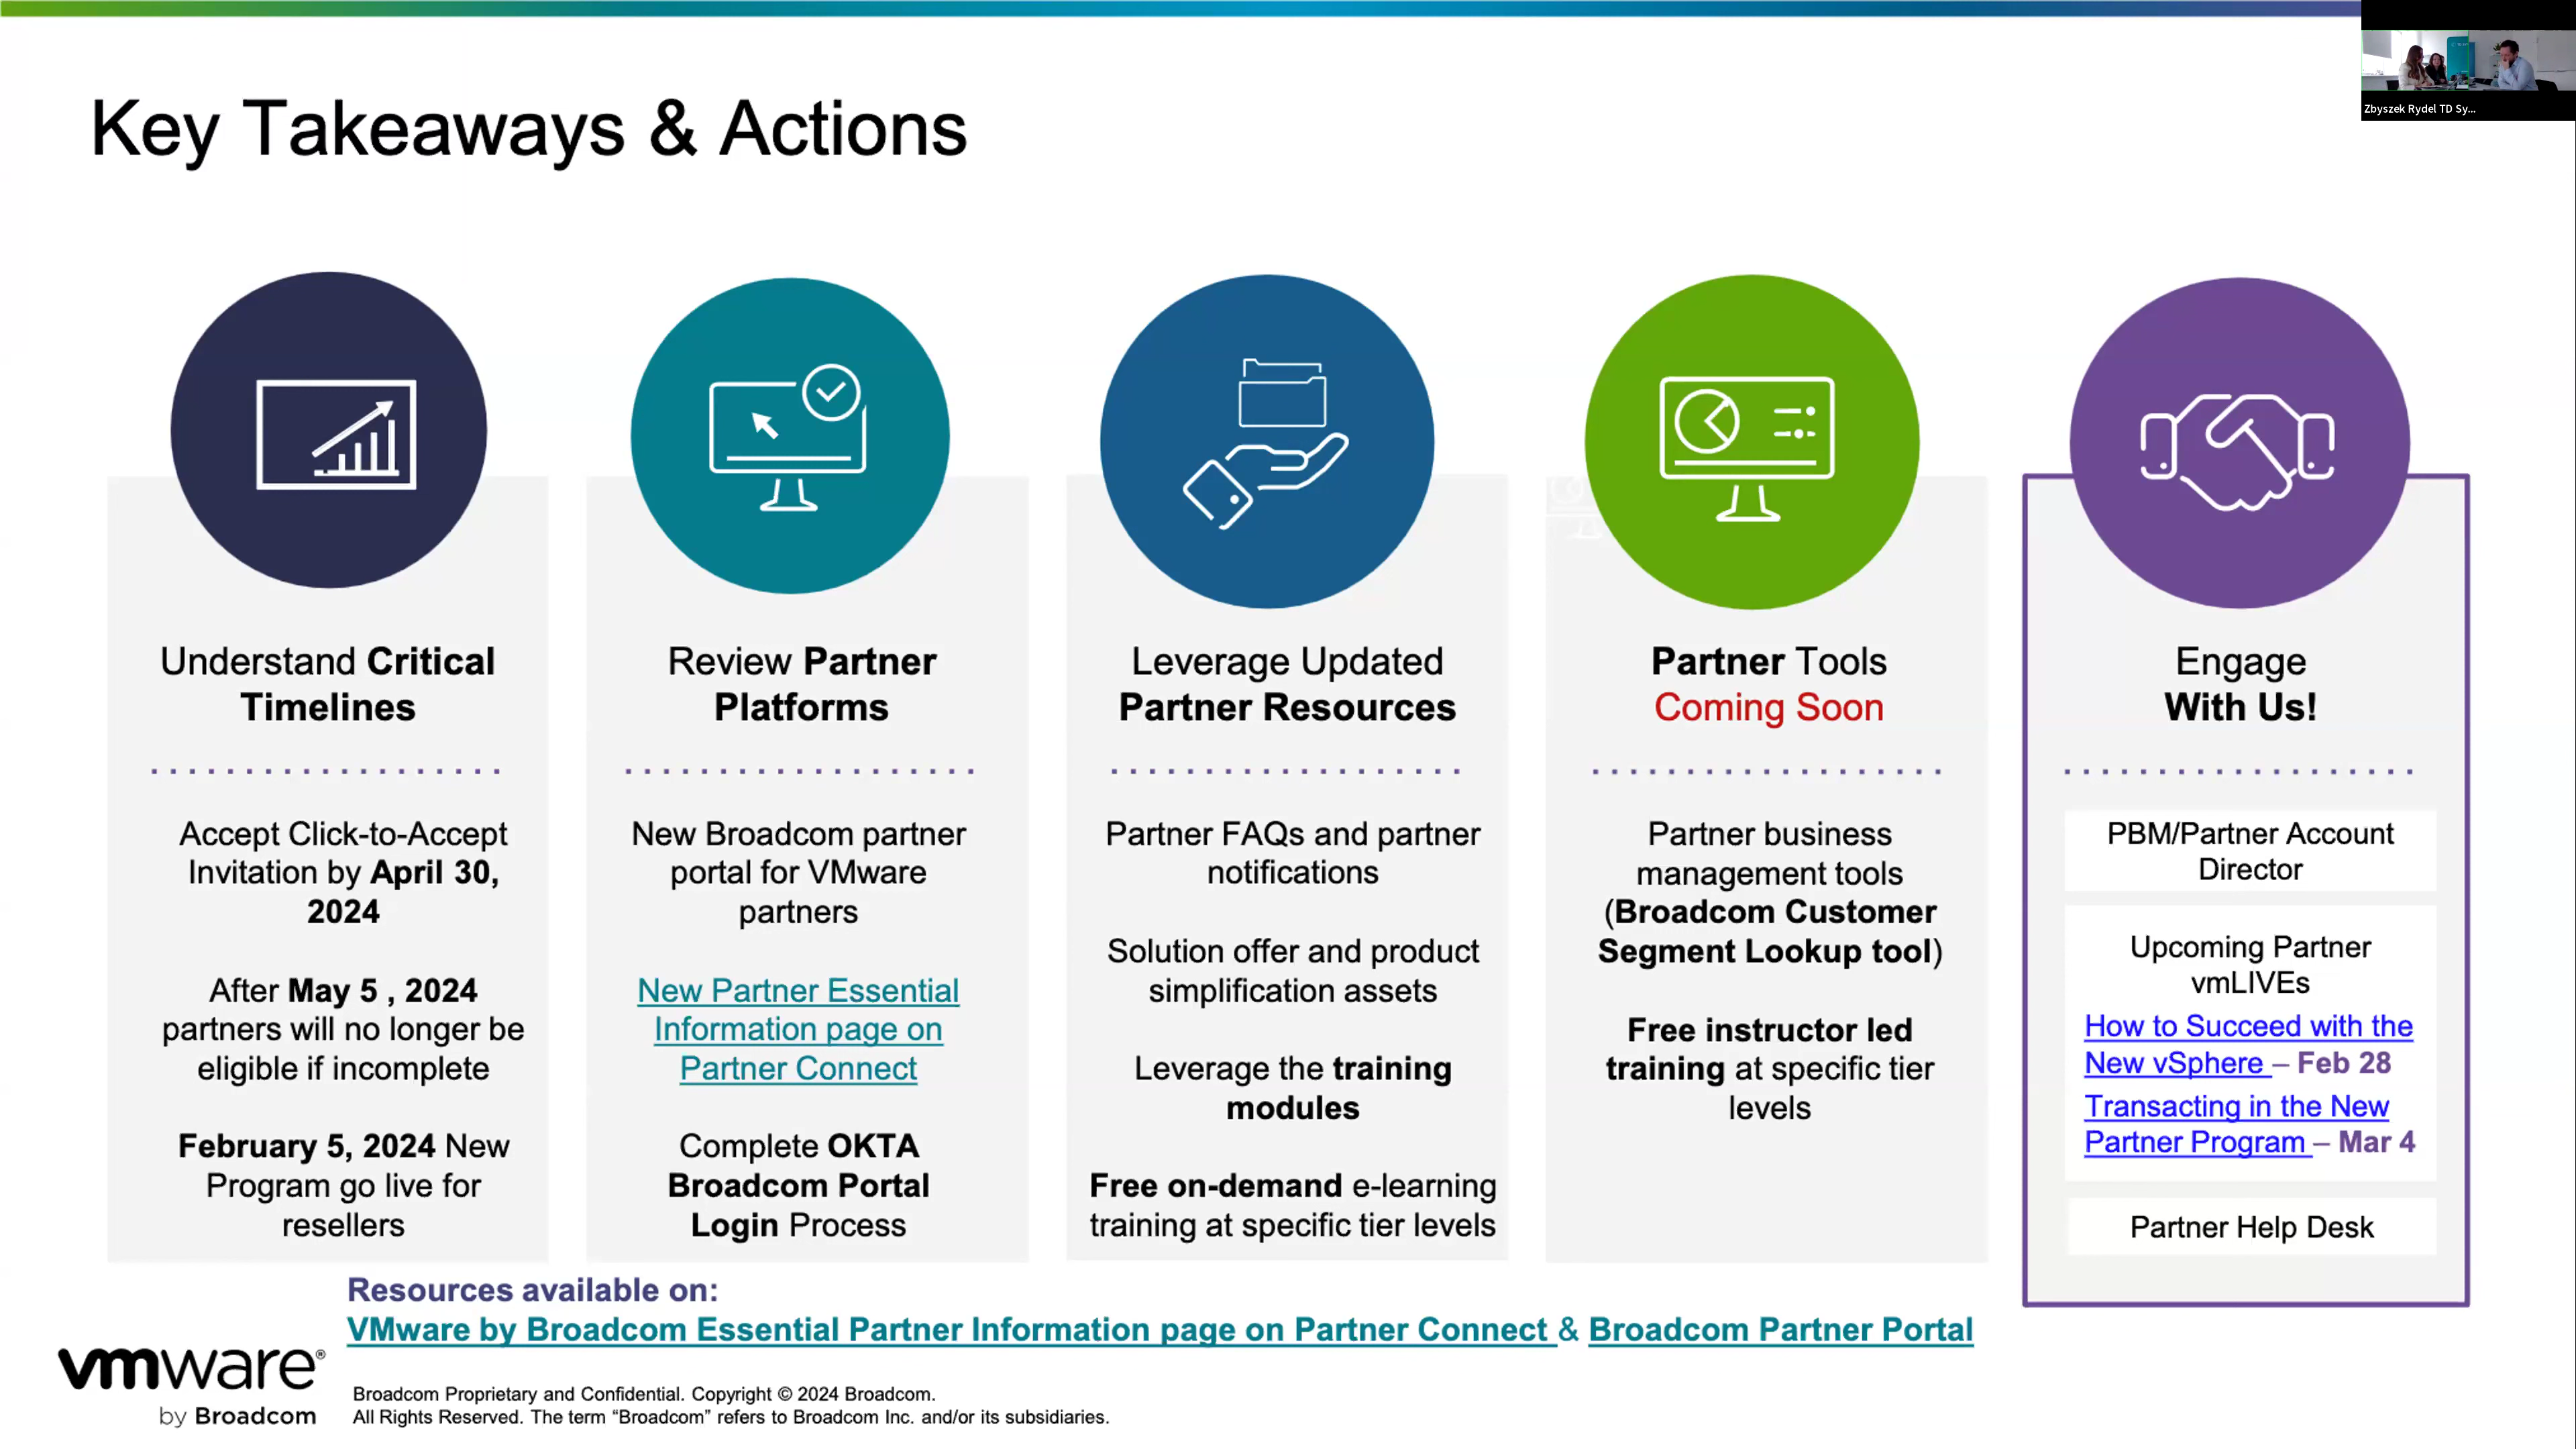 Zbyszek Rydel TD Sy...
Key Takeaways & Actions
Understand Critical
Timelines
Accept Click-to-Accept
Invitation by April 30,
2024
After May 5 , 2024
partners will no longer be
eligible if incomplete
February 5, 2024 New
Program go live for
resellers
Review Partner
Platforms
New Broadcom partner
portal for VMware
partners
New Partner Essential
Information page on
Partner Connect
Complete OKTA
Broadcom Portal
Login Process
Leverage Updated
Partner Resources
Partner FAQs and partner
notifications
Solution offer and product
simplification assets
Leverage the training
modules
Free on-demand e-learning
training at specific tier levels
Partner Tools
Coming Soon
Partner business
management tools
(Broadcom Customer
Segment Lookup tool)
Free instructor led
training at specific tier
levels
Engage
With Us!
PBM/Partner Account
Director
Upcoming Partner
vmLIVEs
How to Succeed with the
New vSphere – Feb 28
Transacting in the New
Partner Program – Mar 4
Partner Help Desk
Resources available on:
VMware by Broadcom Essential Partner Information page on Partner Connect & Broadcom Partner Portal
vmware®
by Broadcom
Broadcom Proprietary and Confidential. Copyright © 2024 Broadcom.
All Rights Reserved. The term “Broadcom” refers to Broadcom Inc. and/or its subsidiaries.